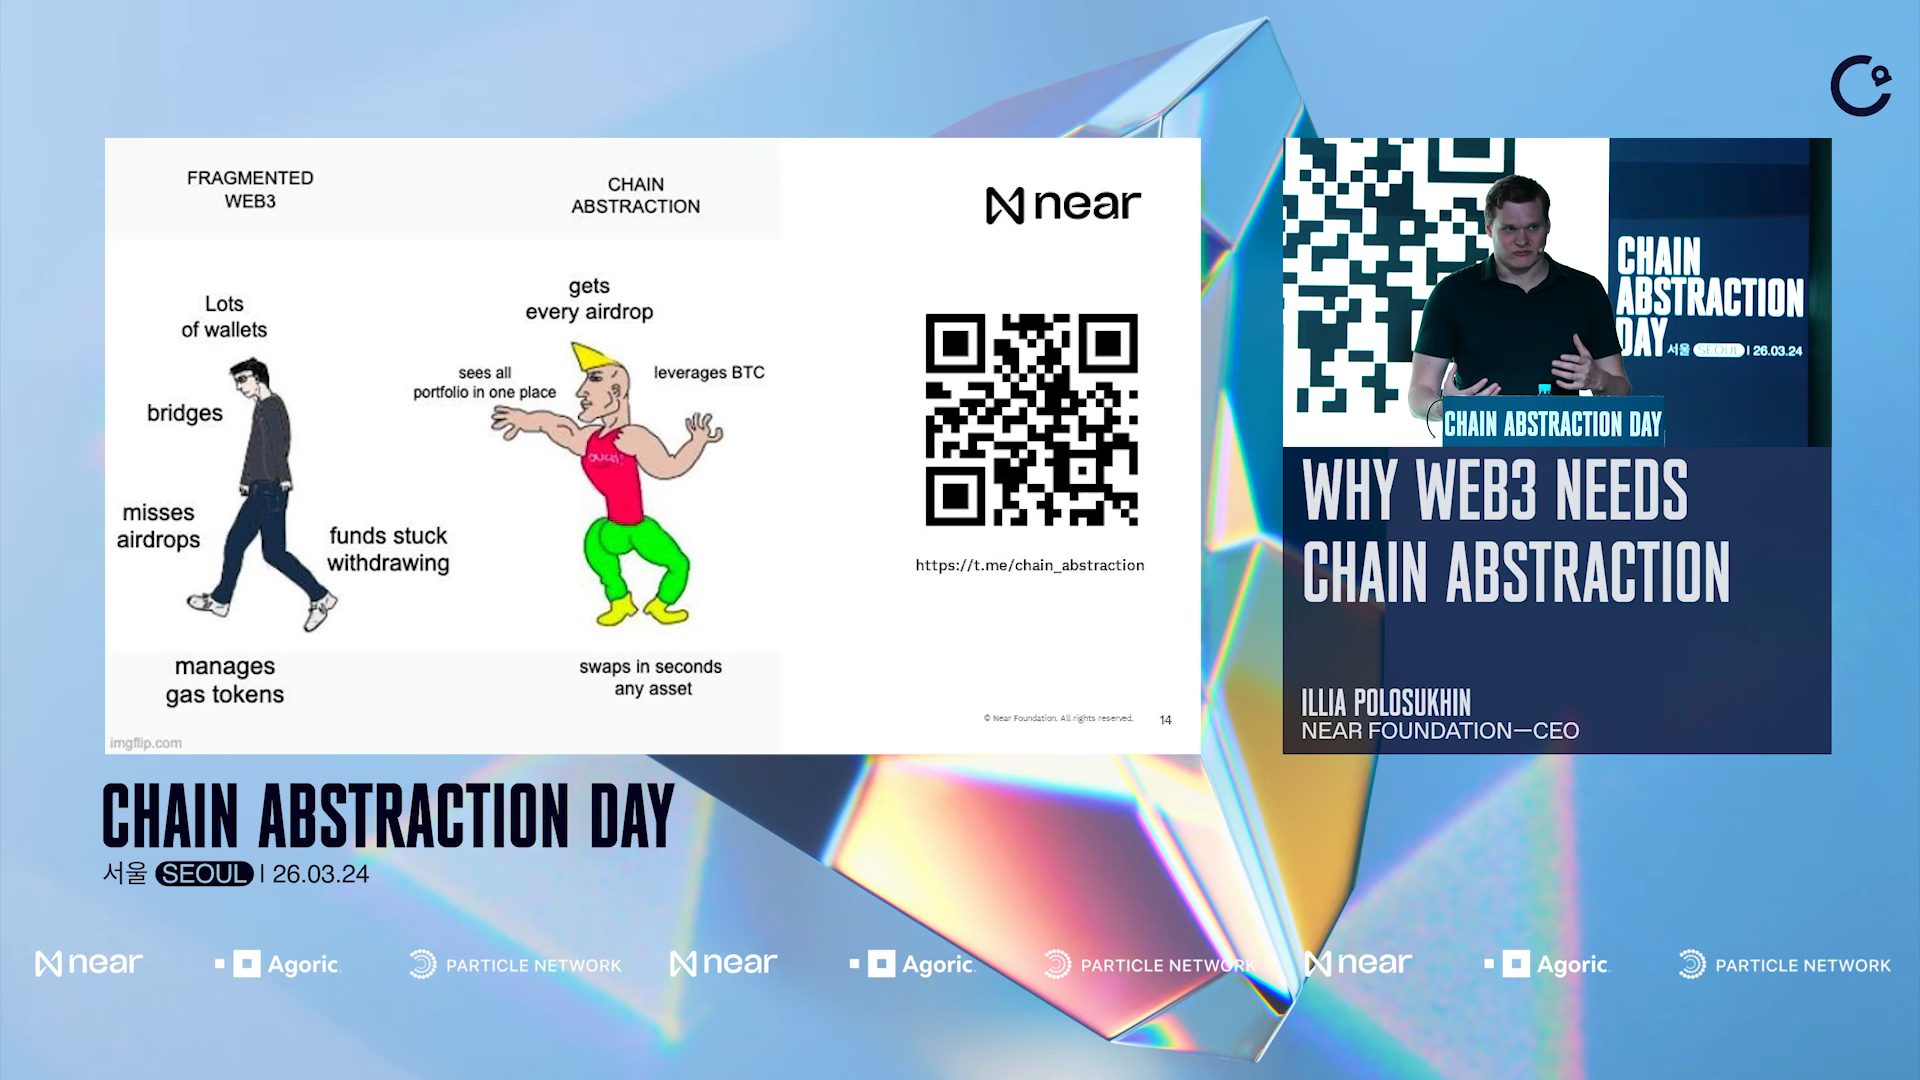 FRAGMENTED
WEB3
CHAIN
ABSTRACTION
Lots
of wallets
bridges
misses
airdrops
funds stuck
withdrawing
manages
gas tokens
gets
every airdrop
sees all
portfolio in one place
leverages BTC
OUCH!
swaps in seconds
any asset
imgflip.com
near
https://t.me/chain_abstraction
© Near Foundation. All rights reserved.
14
CHAIN
ABSTRACTION
DAY 서울 SEOUL | 26.03.24
CHAIN ABSTRACTION DAY
WHY WEB3 NEEDS
CHAIN ABSTRACTION
ILLIA POLOSUKHIN
NEAR FOUNDATION—CEO
CHAIN ABSTRACTION DAY
서울 SEOUL | 26.03.24
near Agoric PARTICLE NETWORK near Agoric PARTICLE NETWORK near Agoric PARTICLE NETWORK